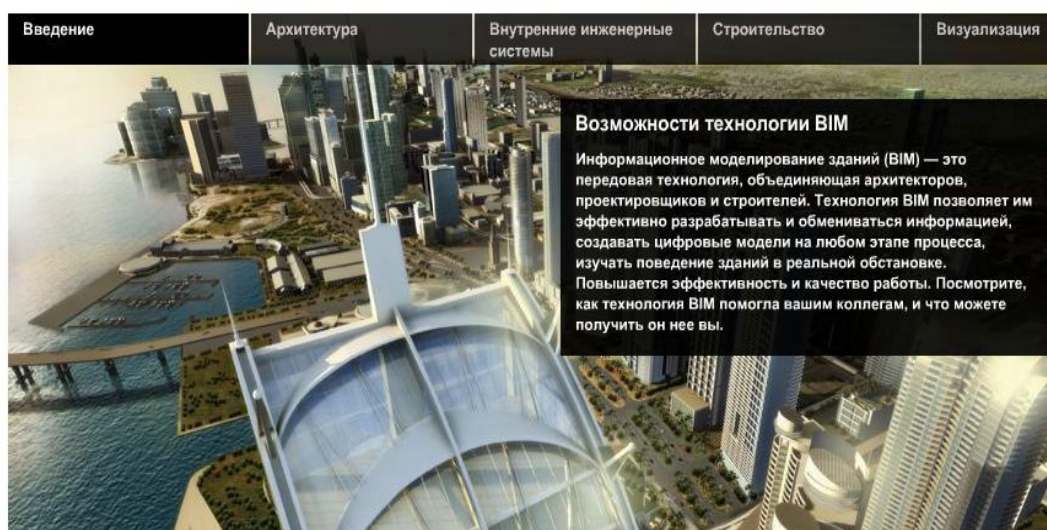 Введение
Архитектура
Внутренние инженерные
системы
Строительство
Визуализация
Возможности технологии BIM
Информационное моделирование зданий (BIM) — это
передовая технология, объединяющая архитекторов,
проектировщиков и строителей. Технология BIM позволяет им
эффективно разрабатывать и обмениваться информацией,
создавать цифровые модели на любом этапе процесса,
изучать поведение зданий в реальной обстановке.
Повышается эффективность и качество работы. Посмотрите,
как технология BIM помогла вашим коллегам, и что можете
получить он нее вы.